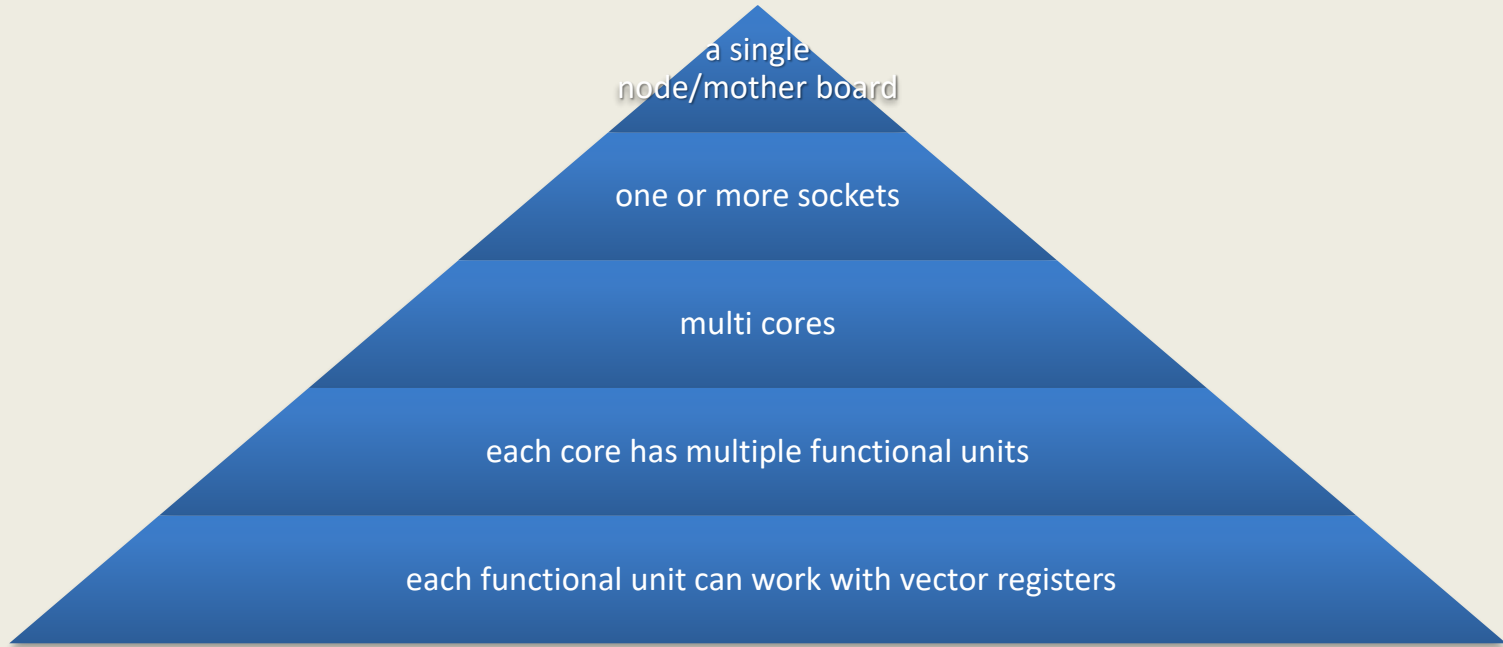 a single
node/mother board
one or more sockets
multi cores
each core has multiple functional units
each functional unit can work with vector registers